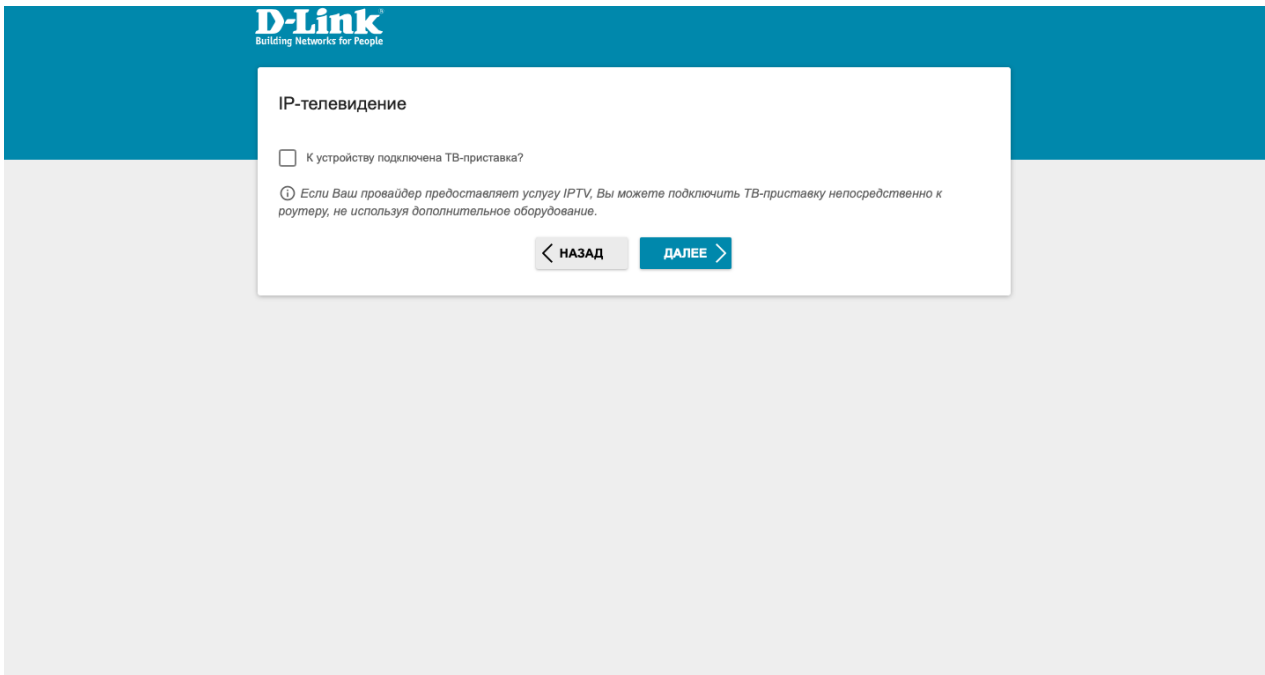 D-Link
Building Networks for People
IP-телевидение
К устройству подключена ТВ-приставка?
Если Ваш провайдер предоставляет услугу IPTV, Вы можете подключить ТВ-приставку непосредственно к
роутеру, не используя дополнительное оборудование.
НАЗАД
ДАЛЕЕ